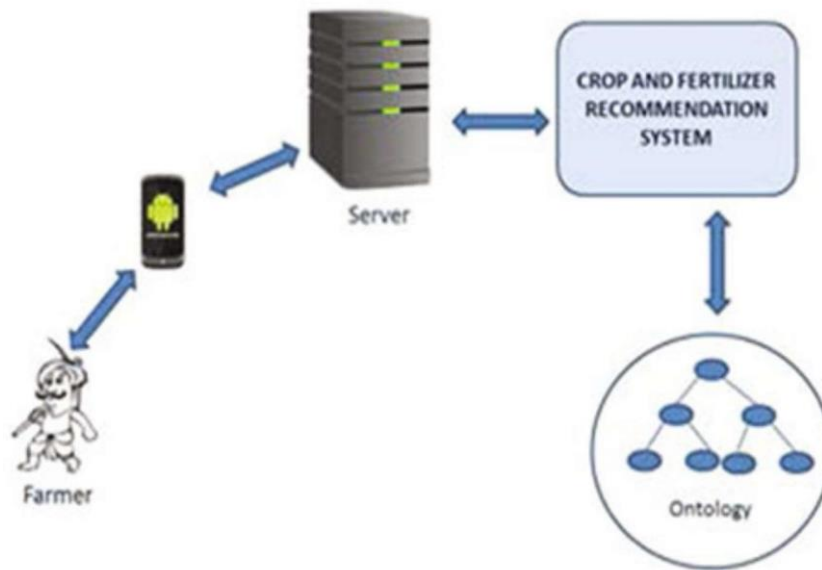 CROP AND FERTILIZER
RECOMMENDATION
SYSTEM
Server
Farmer
Ontology